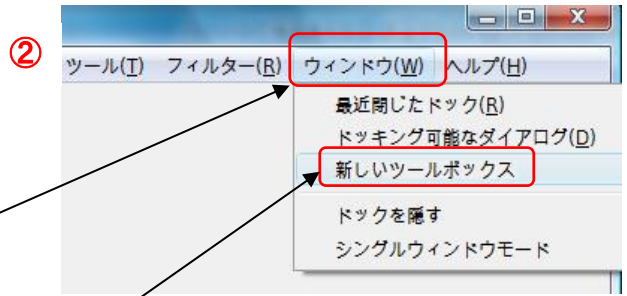 ②
ツール(T) フィルター(R) ウィンドウ(W) ヘルプ(H)
最近閉じたドック(R)
ドッキング可能なダイアログ(D)
新しいツールボックス
ドックを隠す
シングルウィンドウモード